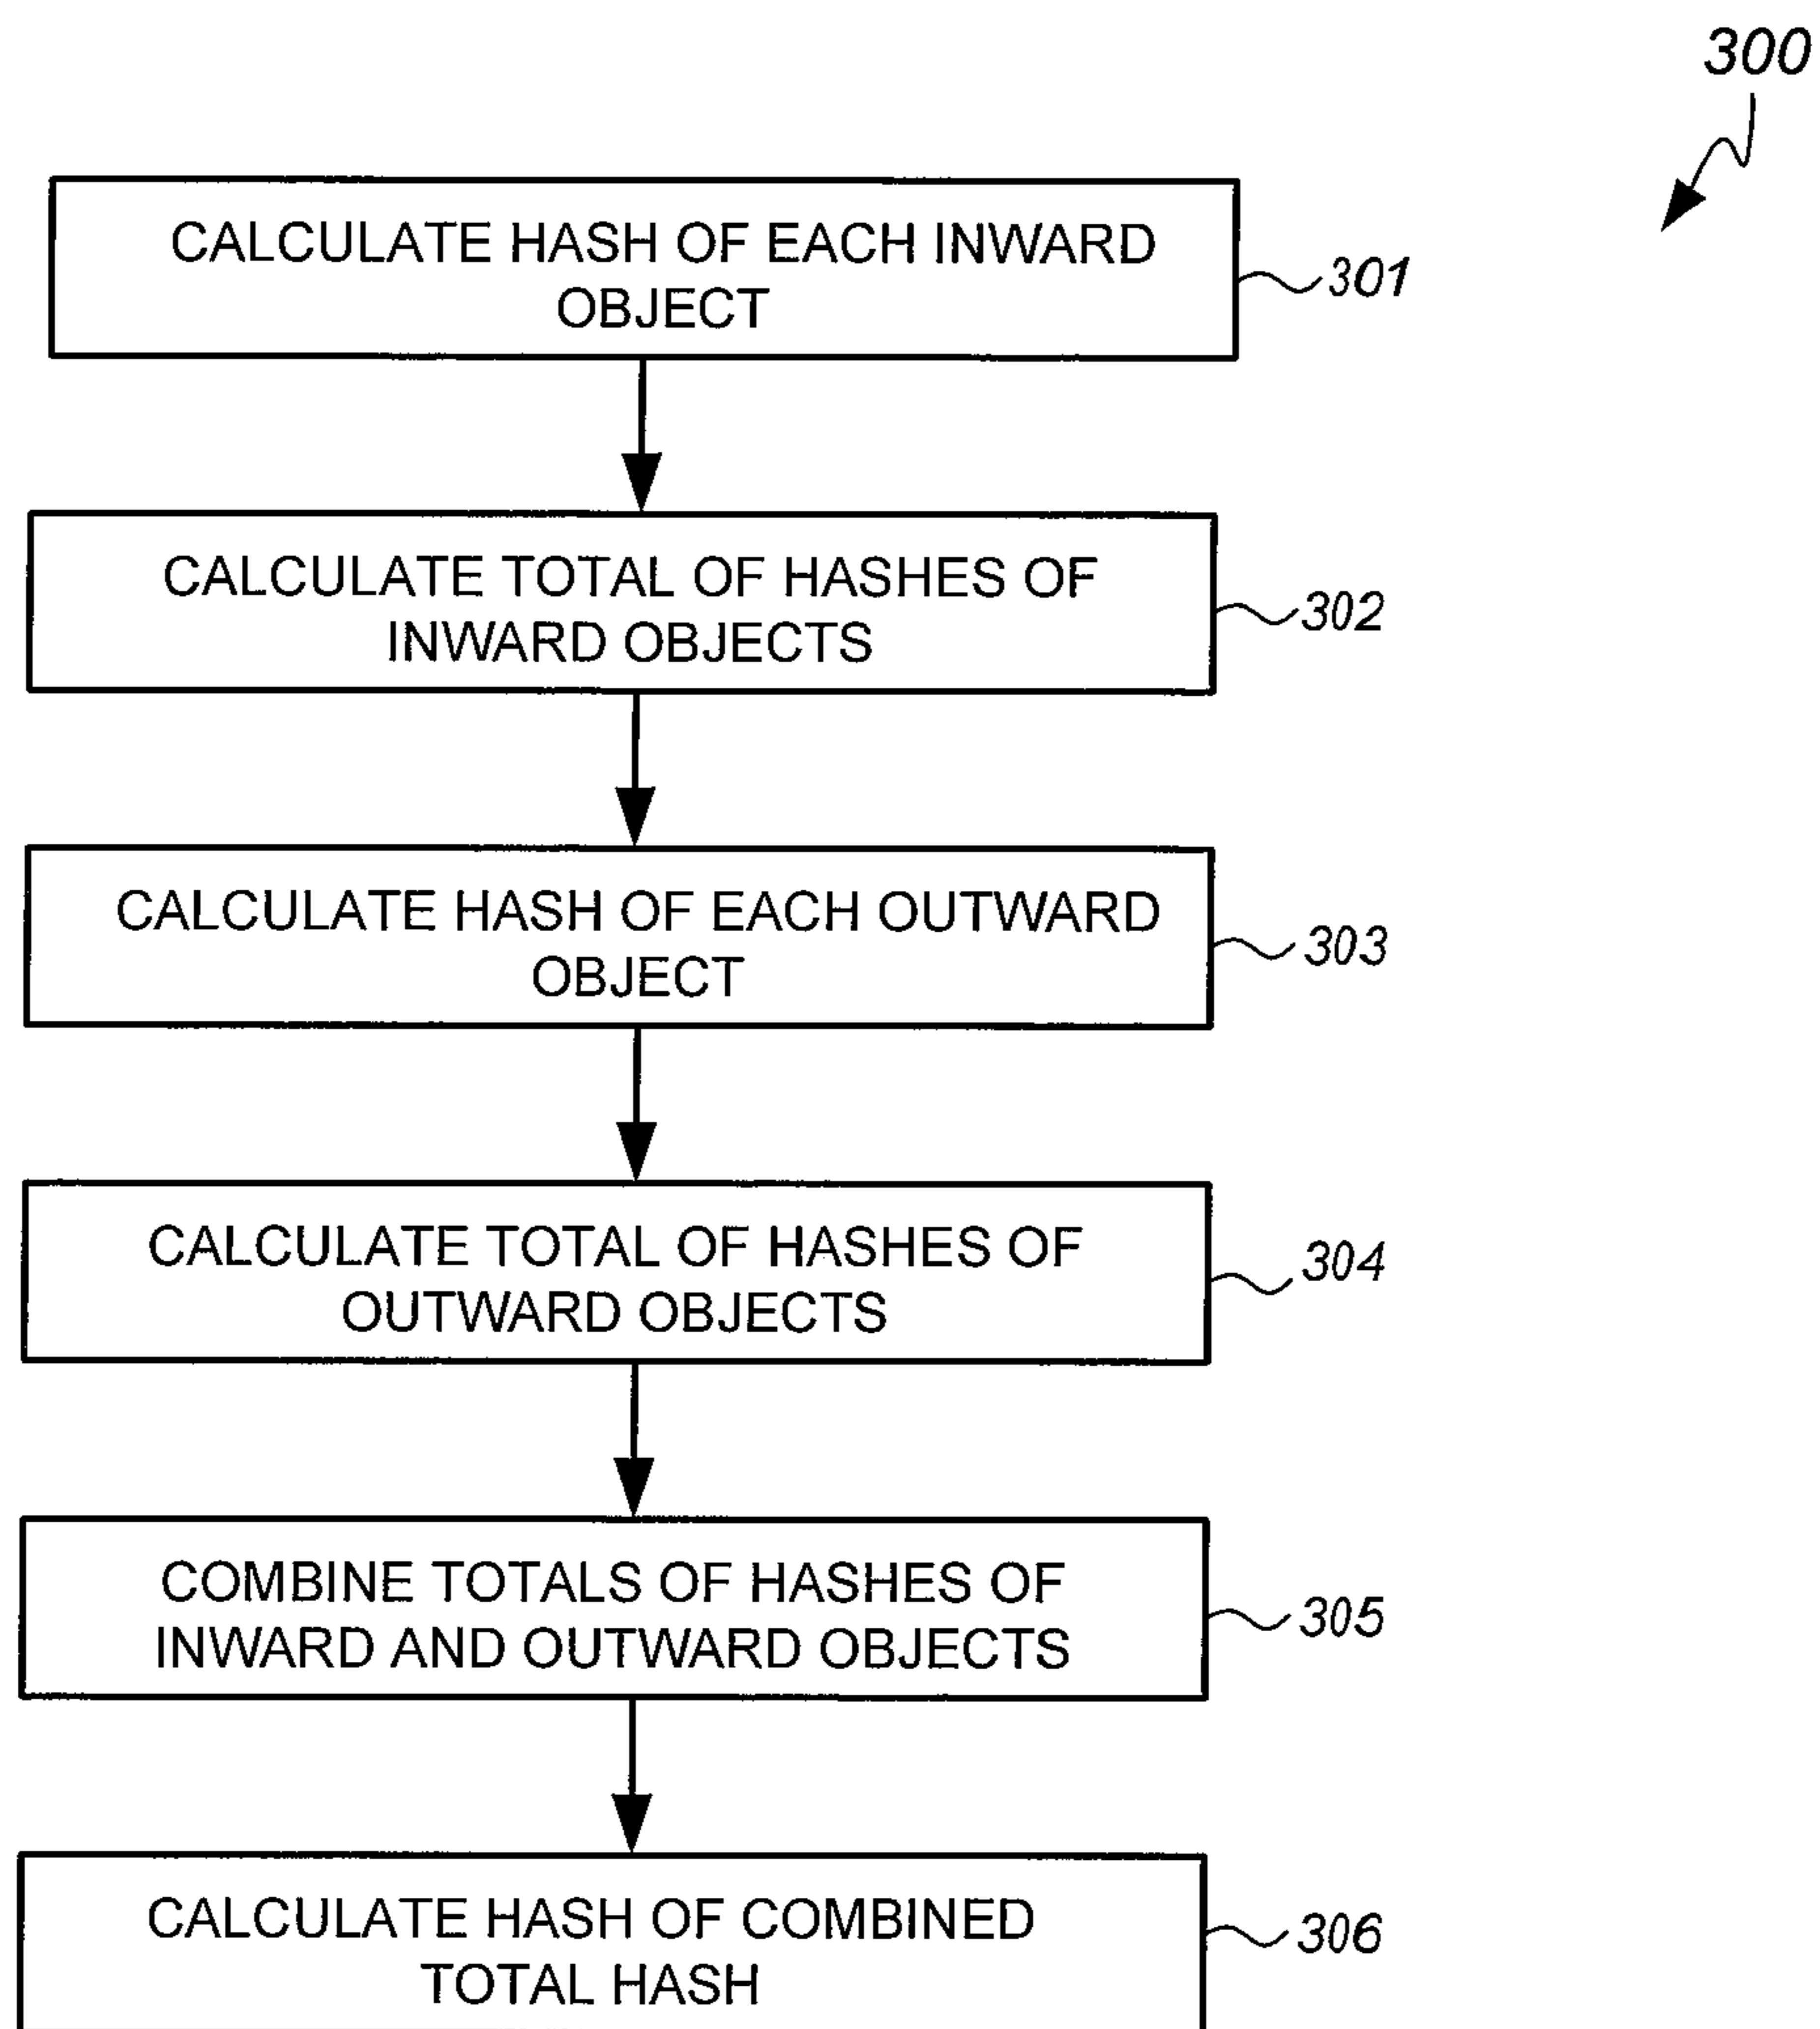 300
CALCULATE HASH OF EACH INWARD
OBJECT
301
CALCULATE TOTAL OF HASHES OF
INWARD OBJECTS
302
CALCULATE HASH OF EACH OUTWARD
OBJECT
303
CALCULATE TOTAL OF HASHES OF
OUTWARD OBJECTS
304
COMBINE TOTALS OF HASHES OF
INWARD AND OUTWARD OBJECTS
305
CALCULATE HASH OF COMBINED
TOTAL HASH
306